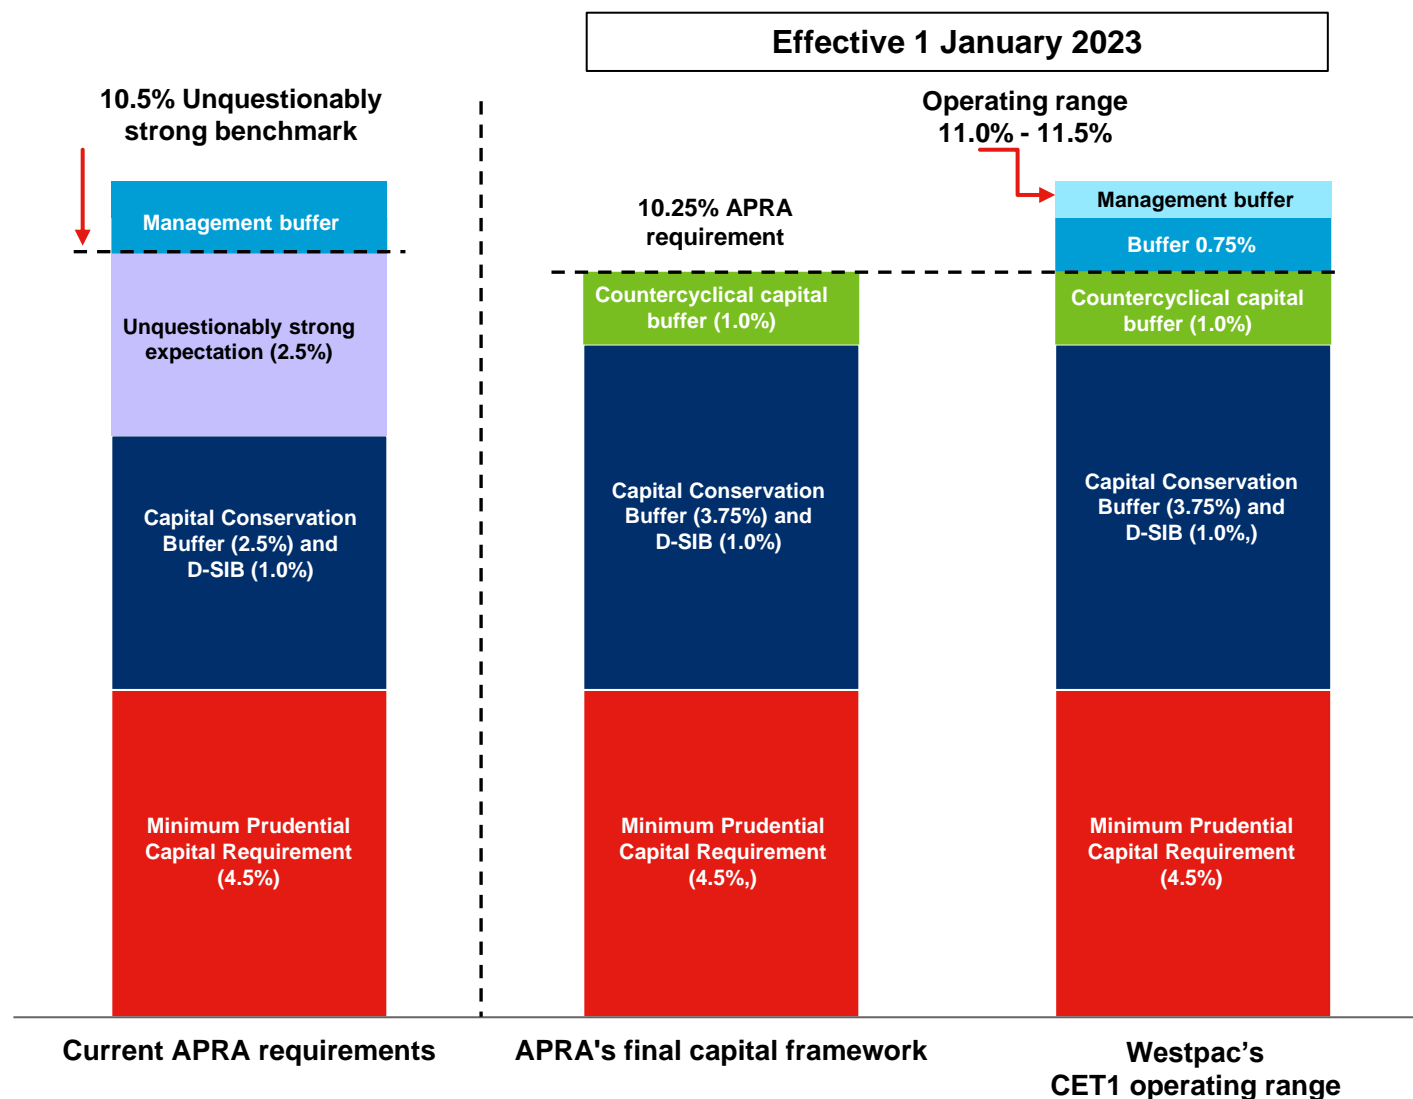 Effective 1 January 2023
10.5% Unquestionably
strong benchmark
Management buffer
Unquestionably strong
expectation (2.5%)
Capital Conservation
Buffer (2.5%) and
D-SIB (1.0%)
Minimum Prudential
Capital Requirement
(4.5%)
Current APRA requirements
10.25% APRA
requirement
Countercyclical capital
buffer (1.0%)
Capital Conservation
Buffer (3.75%) and
D-SIB (1.0%)
Minimum Prudential
Capital Requirement
(4.5%,)
APRA's final capital framework
Operating range
11.0% - 11.5%
Management buffer
Buffer 0.75%
Countercyclical capital
buffer (1.0%)
Capital Conservation
Buffer (3.75%) and
D-SIB (1.0%,)
Minimum Prudential
Capital Requirement
(4.5%)
Westpac’s
CET1 operating range